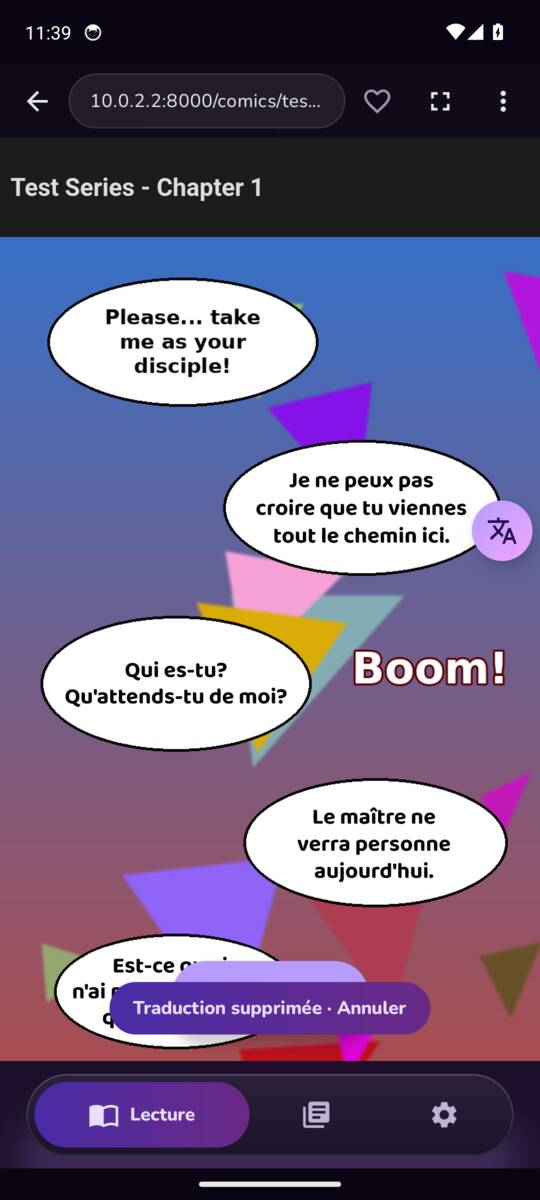 11:39
10.0.2.2:8000/comics/tes...
Test Series - Chapter 1
Please... take
me as your
disciple!
Je ne peux pas
croire que tu viennes
tout le chemin ici.
Qui es-tu?
Qu'attends-tu de moi?
Boom!
Le maître ne
verra personne
aujourd'hui.
Est-ce
n'ai
Traduction supprimée · Annuler
Lecture